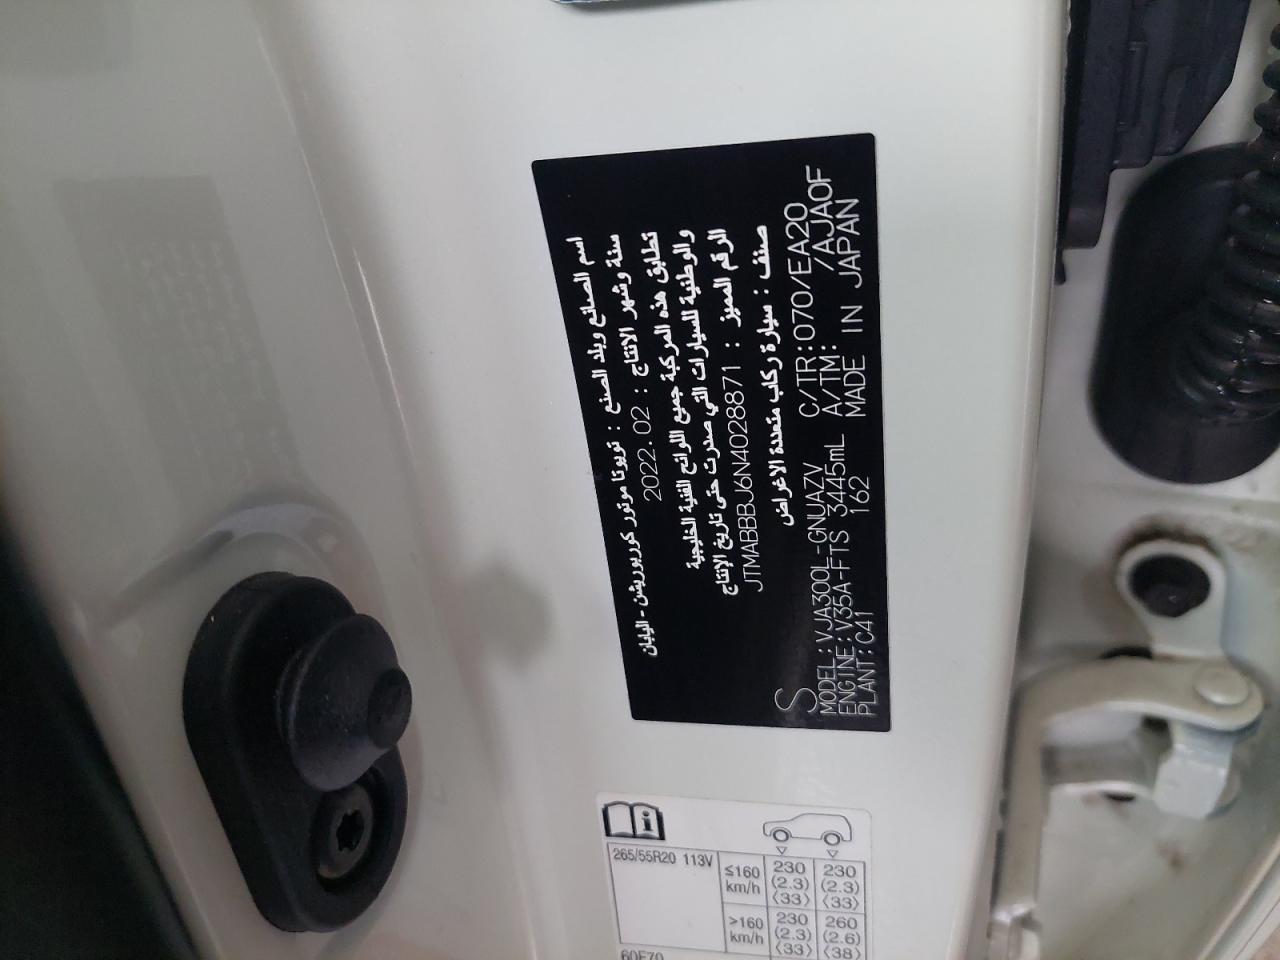 اسم الصانع وبلد الصنع : تويوتا موتور كوربوريشن - اليابان
سنة وشهر الانتاج : 2022.02
تطابق هذه المركبة جميع اللوائح الفنية الخليجية
والوطنية للسيارات التي صدرت حتى تاريخ الإنتاج
الرقم المميز : JTMABBBJ6N4028871
صنف : سيارة ركاب متعددة الاغراض
S
MODEL:VJA300L-GNUAZV C/TR:070/EA20
ENGINE:V35A-FTS 3445mL A/TM: /AJA0F
PLANT:C41 162 MADE IN JAPAN
265/55R20 113V
≤160 km/h 230 (2.3) 〈33〉 230 (2.3) 〈33〉
>160 km/h 230 (2.3) 〈33〉 260 (2.6) 〈38〉
60E70